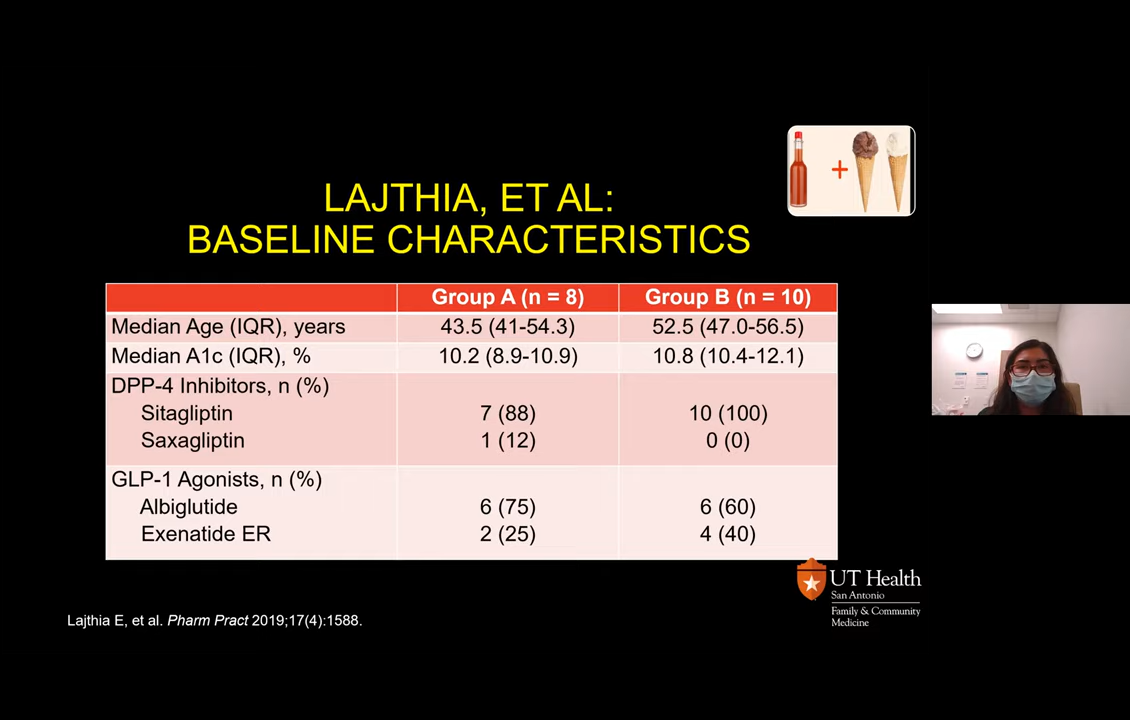 LAJTHIA, ET AL:
BASELINE CHARACTERISTICS
Group A (n = 8) Group B (n = 10)
Median Age (IQR), years 43.5 (41-54.3) 52.5 (47.0-56.5)
Median A1c (IQR), % 10.2 (8.9-10.9) 10.8 (10.4-12.1)
DPP-4 Inhibitors, n (%)
Sitagliptin 7 (88) 10 (100)
Saxagliptin 1 (12) 0 (0)
GLP-1 Agonists, n (%)
Albiglutide 6 (75) 6 (60)
Exenatide ER 2 (25) 4 (40)
UT Health
San Antonio
Family & Community
Medicine
Lajthia E, et al. Pharm Pract 2019;17(4):1588.